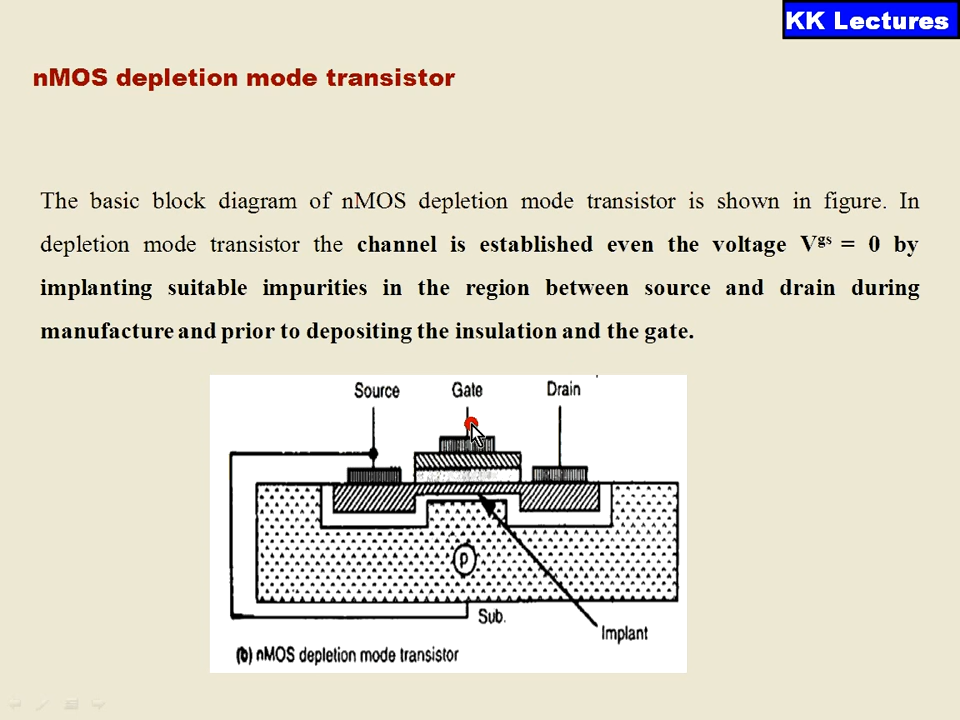 KK Lectures
nMOS depletion mode transistor
The basic block diagram of nMOS depletion mode transistor is shown in figure. In
depletion mode transistor the channel is established even the voltage Vgs = 0 by
implanting suitable impurities in the region between source and drain during
manufacture and prior to depositing the insulation and the gate.
Source Gate Drain
P
Sub.
Implant
(b) nMOS depletion mode transistor